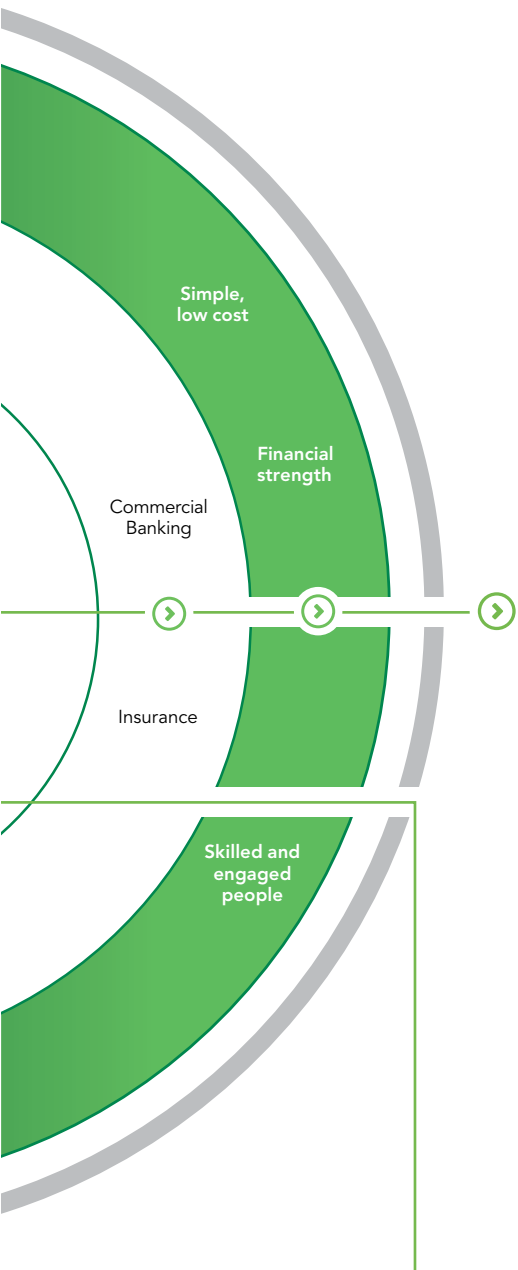 Simple,
low cost
Financial
strength
Commercial
Banking
Insurance
Skilled and
engaged
people